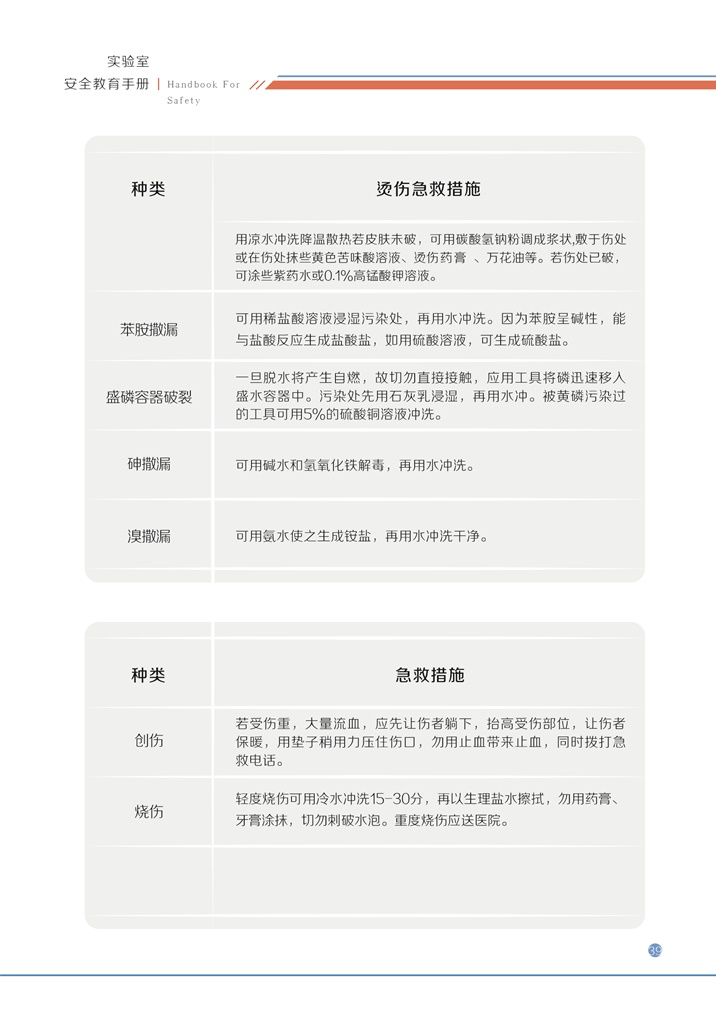 实验室
安全教育手册 | Handbook For
Safety
种类 烫伤急救措施
用凉水冲洗降温散热若皮肤未破，可用碳酸氢钠粉调成浆状,敷于伤处
或在伤处抹些黄色苦味酸溶液、烫伤药膏 、万花油等。若伤处已破，
可涂些紫药水或0.1%高锰酸钾溶液。
苯胺撒漏
可用稀盐酸溶液浸湿污染处，再用水冲洗。因为苯胺呈碱性，能
与盐酸反应生成盐酸盐，如用硫酸溶液，可生成硫酸盐。
盛磷容器破裂
一旦脱水将产生自燃，故切勿直接接触，应用工具将磷迅速移入
盛水容器中。污染处先用石灰乳浸湿，再用水冲。被黄磷污染过
的工具可用5%的硫酸铜溶液冲洗。
砷撒漏 可用碱水和氢氧化铁解毒，再用水冲洗。
溴撒漏 可用氨水使之生成铵盐，再用水冲洗干净。
种类 急救措施
创伤
若受伤重，大量流血，应先让伤者躺下，抬高受伤部位，让伤者
保暖，用垫子稍用力压住伤口，勿用止血带来止血，同时拨打急
救电话。
烧伤
轻度烧伤可用冷水冲洗15-30分，再以生理盐水擦拭，勿用药膏、
牙膏涂抹，切勿刺破水泡。重度烧伤应送医院。
39